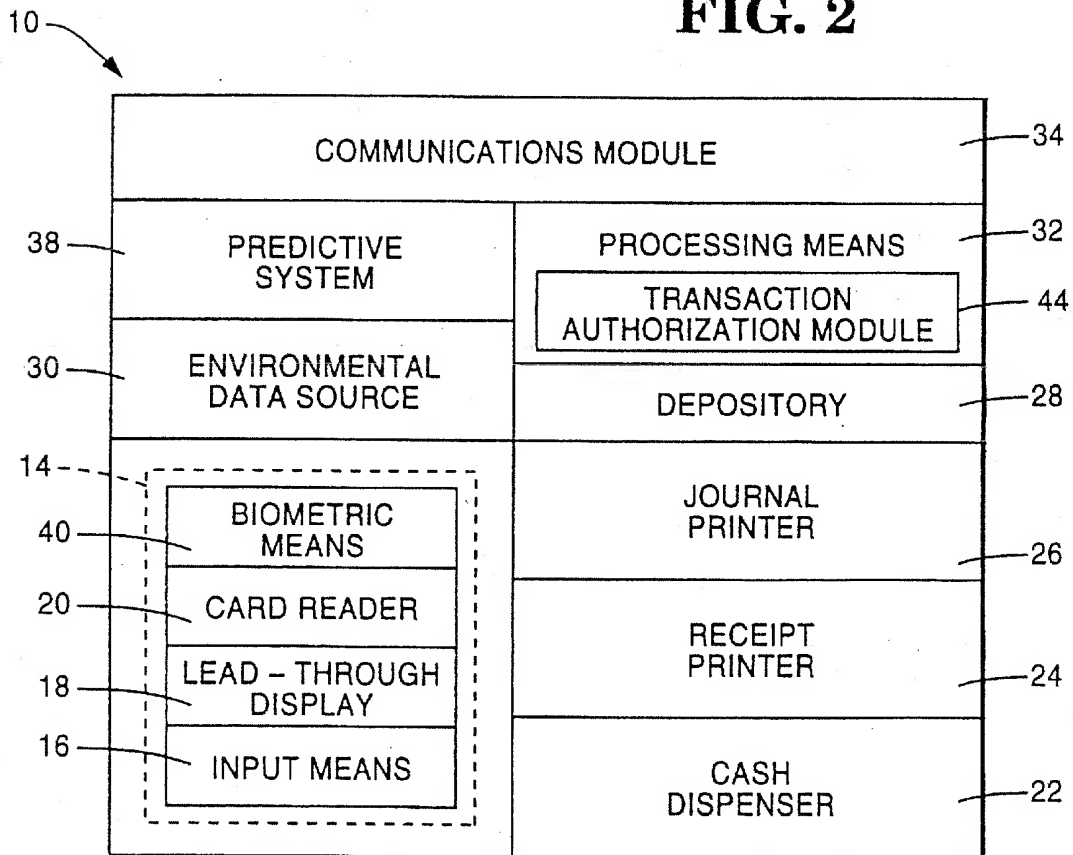 FIG. 2
10
COMMUNICATIONS MODULE
34
38
PREDICTIVE
SYSTEM
PROCESSING MEANS
32
TRANSACTION
AUTHORIZATION MODULE
44
30
ENVIRONMENTAL
DATA SOURCE
DEPOSITORY
28
14
BIOMETRIC
MEANS
40
CARD READER
20
LEAD – THROUGH
DISPLAY
18
INPUT MEANS
16
JOURNAL
PRINTER
26
RECEIPT
PRINTER
24
CASH
DISPENSER
22